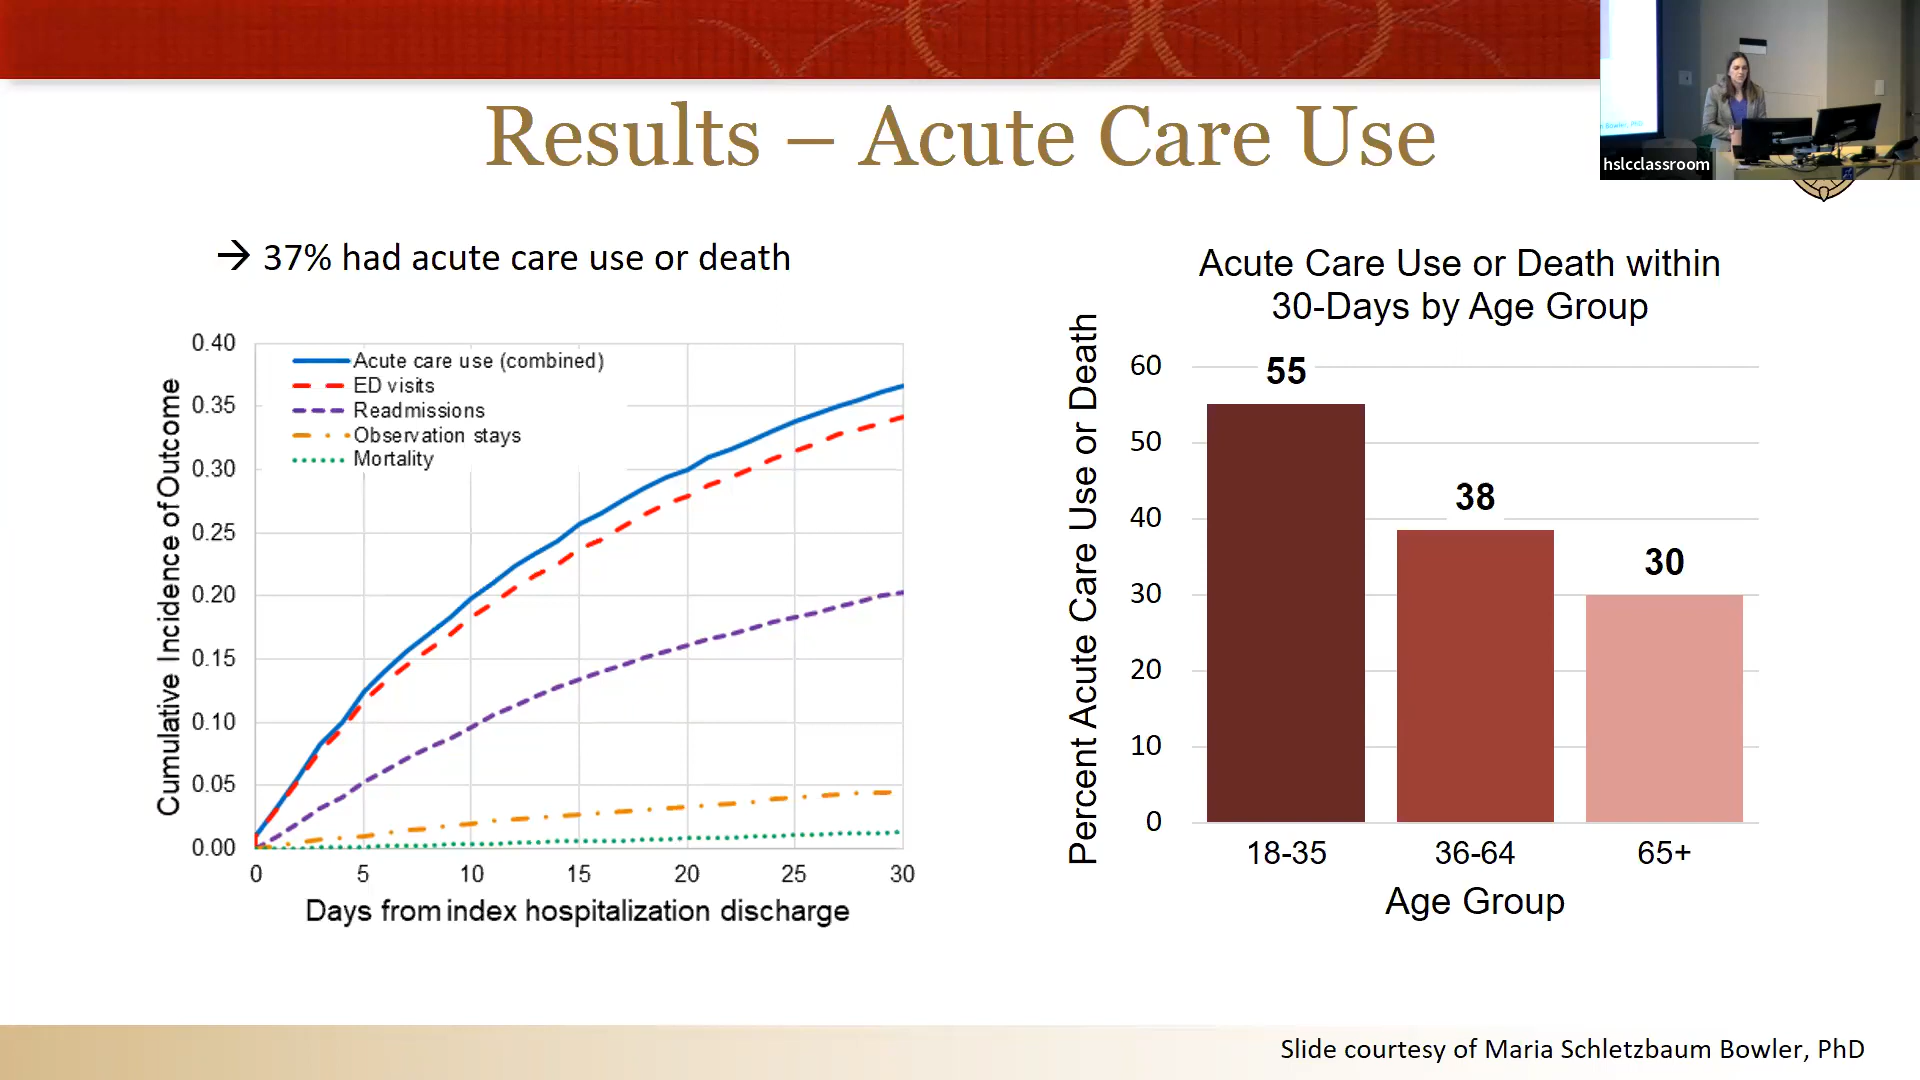 Results – Acute Care Use
hslcclassroom
→ 37% had acute care use or death
Cumulative Incidence of Outcome
0.40
0.35
0.30
0.25
0.20
0.15
0.10
0.05
0.00
Acute care use (combined)
ED visits
Readmissions
Observation stays
Mortality
0 5 10 15 20 25 30
Days from index hospitalization discharge
Acute Care Use or Death within
30-Days by Age Group
Percent Acute Care Use or Death
60
50
40
30
20
10
0
55
38
30
18-35 36-64 65+
Age Group
Slide courtesy of Maria Schletzbaum Bowler, PhD